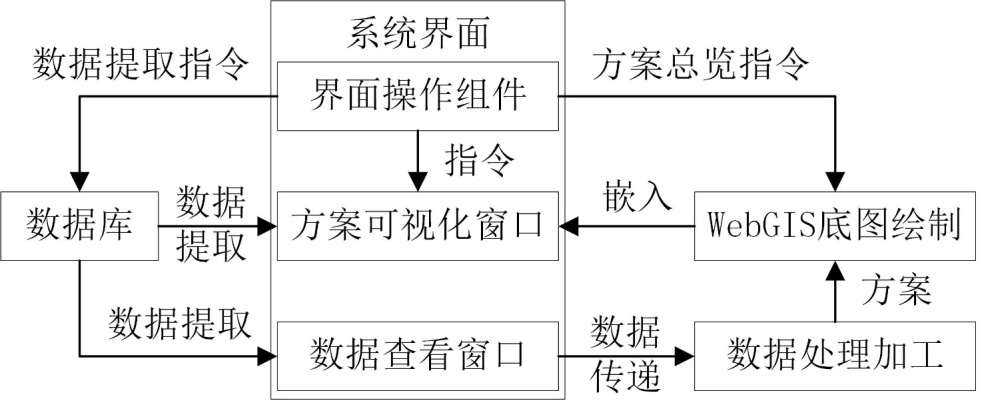 系统界面
数据提取指令
界面操作组件
方案总览指令
指令
数据库
数据
提取
方案可视化窗口
嵌入
WebGIS底图绘制
方案
数据提取
数据查看窗口
数据
传递
数据处理加工